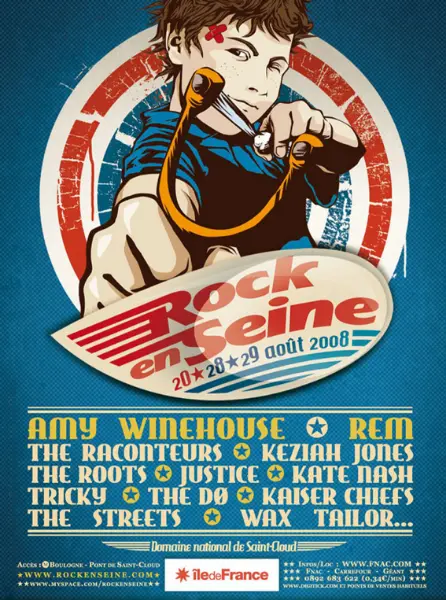 Rock
en Seine
20★28★29 août 2008
AMY WINEHOUSE ✪ REM
THE RACONTEURS ✪ KEZIAH JONES
THE ROOTS ✪ JUSTICE ✪ KATE NASH
TRICKY ✪ THE DØ ✪ KAISER CHIEFS
THE STREETS ✪ WAX TAILOR...
Domaine national de Saint-Cloud
Accès : M Boulogne - Pont de Saint-Cloud
★ WWW.ROCKENSEINE.COM ★
★WWW.MYSPACE.COM/ROCKENSEINE★
★ île de France
★★ Infos/Loc : WWW.FNAC.COM ★★
★ Fnac - Carrefour - Géant ★
★★★ 0892 683 622 (0,34€/min) ★★★
WWW.DIGITICK.COM ET POINTS DE VENTES HABITUELS